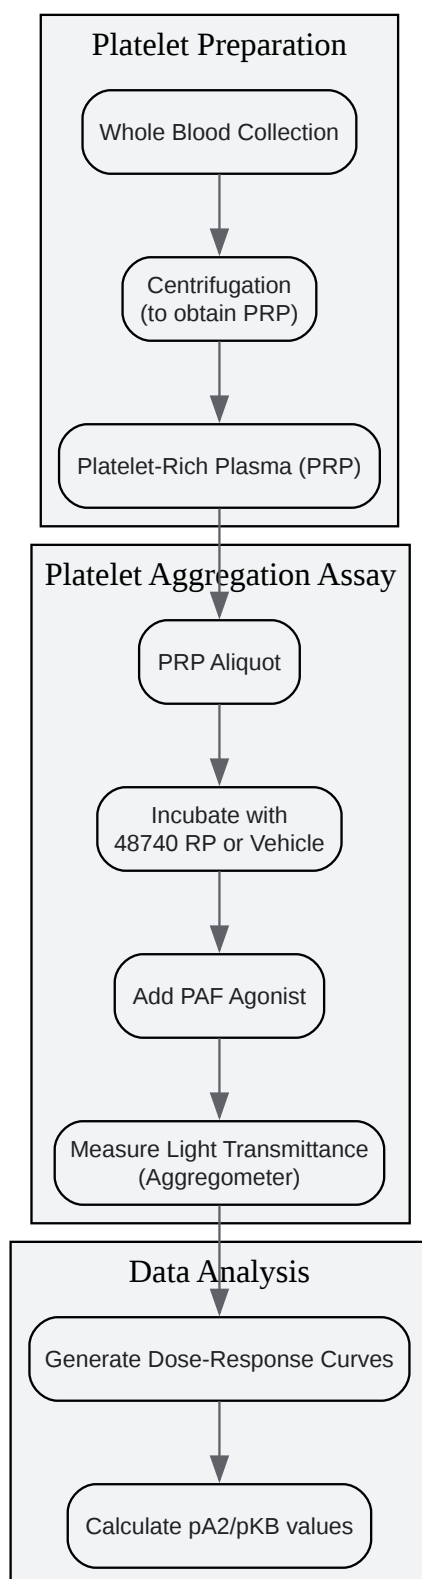 Platelet Preparation
Whole Blood Collection
Centrifugation
(to obtain PRP)
Platelet-Rich Plasma (PRP)
Platelet Aggregation Assay
PRP Aliquot
Incubate with
48740 RP or Vehicle
Add PAF Agonist
Measure Light Transmittance
(Aggregometer)
Data Analysis
Generate Dose-Response Curves
Calculate pA2/pKB values